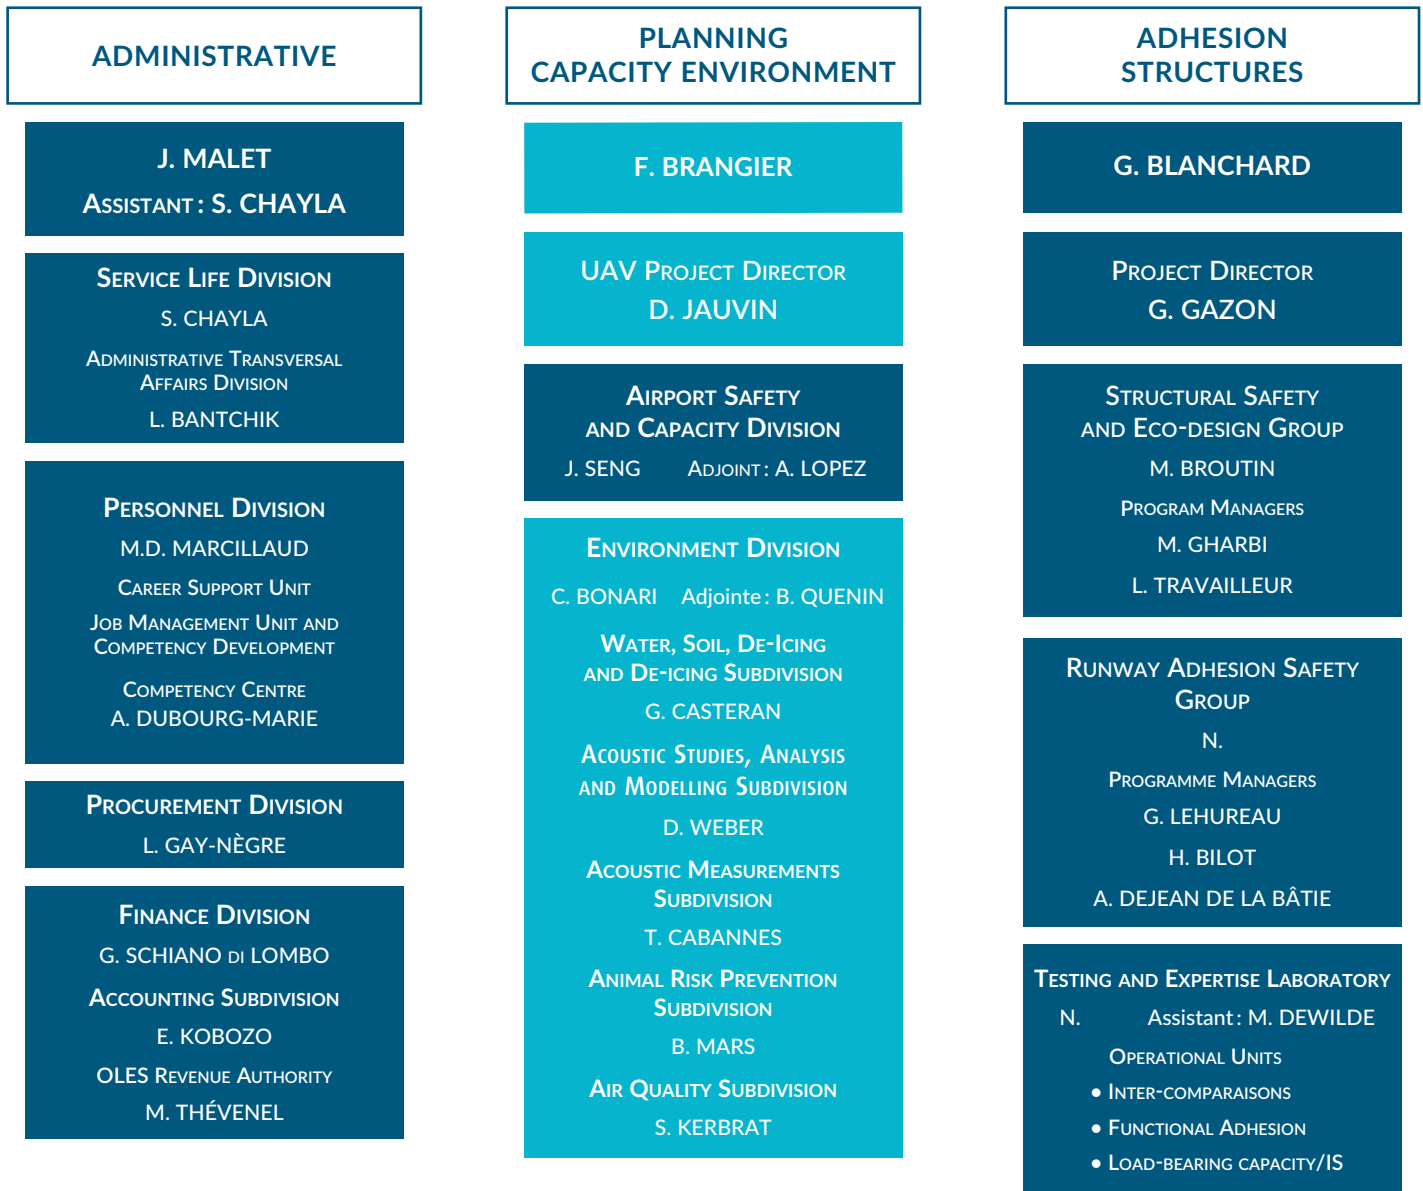 ADMINISTRATIVE
J. MALET
Assistant : S. CHAYLA
Service Life Division
S. CHAYLA
Administrative Transversal
Affairs Division
L. BANTCHIK
Personnel Division
M.D. MARCILLAUD
Career Support Unit
Job Management Unit and
Competency Development
Competency Centre
A. DUBOURG-MARIE
Procurement Division
L. GAY-NÈGRE
Finance Division
G. SCHIANO DI LOMBO
Accounting Subdivision
E. KOBOZO
OLES Revenue Authority
M. THÉVENEL
PLANNING
CAPACITY ENVIRONMENT
F. BRANGIER
UAV Project Director
D. JAUVIN
Airport Safety
and Capacity Division
J. SENG Adjoint : A. LOPEZ
Environment Division
C. BONARI Adjointe : B. QUENIN
Water, Soil, De-Icing
and De-icing Subdivision
G. CASTERAN
Acoustic Studies, Analysis
and Modelling Subdivision
D. WEBER
Acoustic Measurements
Subdivision
T. CABANNES
Animal Risk Prevention
Subdivision
B. MARS
Air Quality Subdivision
S. KERBRAT
ADHESION
STRUCTURES
G. BLANCHARD
Project Director
G. GAZON
Structural Safety
and Eco-design Group
M. BROUTIN
Program Managers
M. GHARBI
L. TRAVAILLEUR
Runway Adhesion Safety
Group
N.
Programme Managers
G. LEHUREAU
H. BILOT
A. DEJEAN DE LA BÂTIE
Testing and Expertise Laboratory
N. Assistant : M. DEWILDE
Operational Units
• Inter-comparaisons
• Functional Adhesion
• Load-bearing capacity/IS